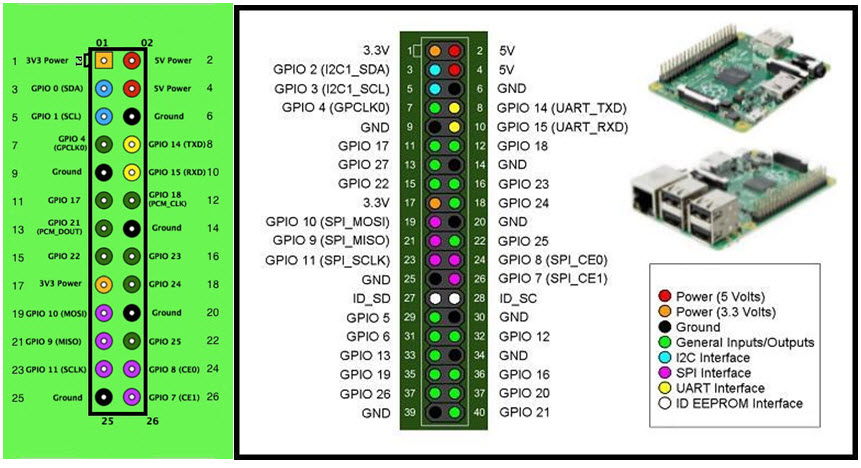 01 02
1 3V3 Power 5V Power 2
3 GPIO 0 (SDA) 5V Power 4
5 GPIO 1 (SCL) Ground 6
7 GPIO 4 (GPCLK0) GPIO 14 (TXD) 8
9 Ground GPIO 15 (RXD) 10
11 GPIO 17 GPIO 18 (PCM_CLK) 12
13 GPIO 21 (PCM_DOUT) Ground 14
15 GPIO 22 GPIO 23 16
17 3V3 Power GPIO 24 18
19 GPIO 10 (MOSI) Ground 20
21 GPIO 9 (MISO) GPIO 25 22
23 GPIO 11 (SCLK) GPIO 8 (CE0) 24
25 Ground GPIO 7 (CE1) 26
25 26
3.3V 1 2 5V
GPIO 2 (I2C1_SDA) 3 4 5V
GPIO 3 (I2C1_SCL) 5 6 GND
GPIO 4 (GPCLK0) 7 8 GPIO 14 (UART_TXD)
GND 9 10 GPIO 15 (UART_RXD)
GPIO 17 11 12 GPIO 18
GPIO 27 13 14 GND
GPIO 22 15 16 GPIO 23
3.3V 17 18 GPIO 24
GPIO 10 (SPI_MOSI) 19 20 GND
GPIO 9 (SPI_MISO) 21 22 GPIO 25
GPIO 11 (SPI_SCLK) 23 24 GPIO 8 (SPI_CE0)
GND 25 26 GPIO 7 (SPI_CE1)
ID_SD 27 28 ID_SC
GPIO 5 29 30 GND
GPIO 6 31 32 GPIO 12
GPIO 13 33 34 GND
GPIO 19 35 36 GPIO 16
GPIO 26 37 37 GPIO 20
GND 39 40 GPIO 21
Power (5 Volts)
Power (3.3 Volts)
Ground
General Inputs/Outputs
I2C Interface
SPI Interface
UART Interface
ID EEPROM Interface